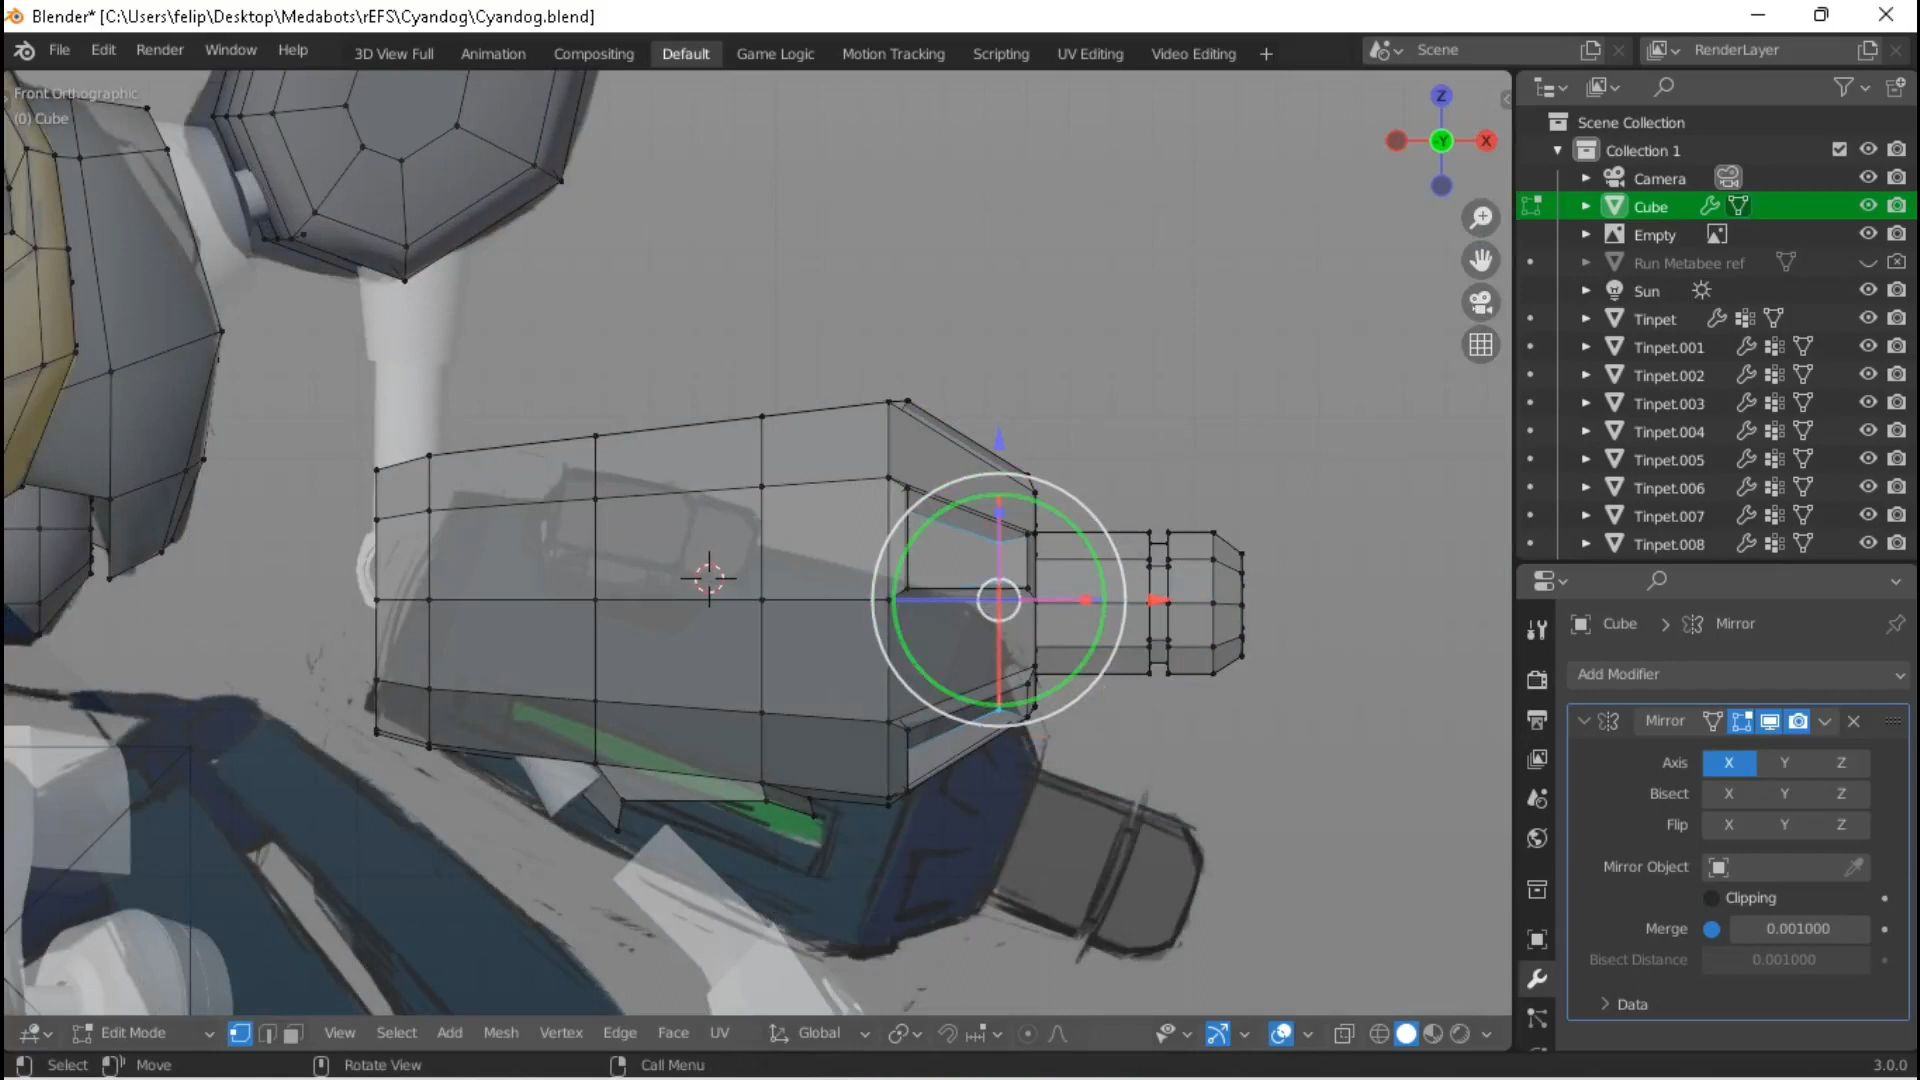 Blender* [C:\Users\felip\Desktop\Medabots\rEFS\Cyandog\Cyandog.blend]
File Edit Render Window Help 3D View Full Animation Compositing Default Game Logic Motion Tracking Scripting UV Editing Video Editing + Scene RenderLayer
Front Orthographic
(0) Cube
Z
-Y
X
Scene Collection
Collection 1
Camera
Cube
Empty
Run Metabee ref
Sun
Tinpet
Tinpet.001
Tinpet.002
Tinpet.003
Tinpet.004
Tinpet.005
Tinpet.006
Tinpet.007
Tinpet.008
Cube > Mirror
Add Modifier
Mirror
Axis X Y Z
Bisect X Y Z
Flip X Y Z
Mirror Object
Clipping
Merge 0.001000
Bisect Distance 0.001000
Data
Edit Mode View Select Add Mesh Vertex Edge Face UV Global
Select Move Rotate View Call Menu 3.0.0